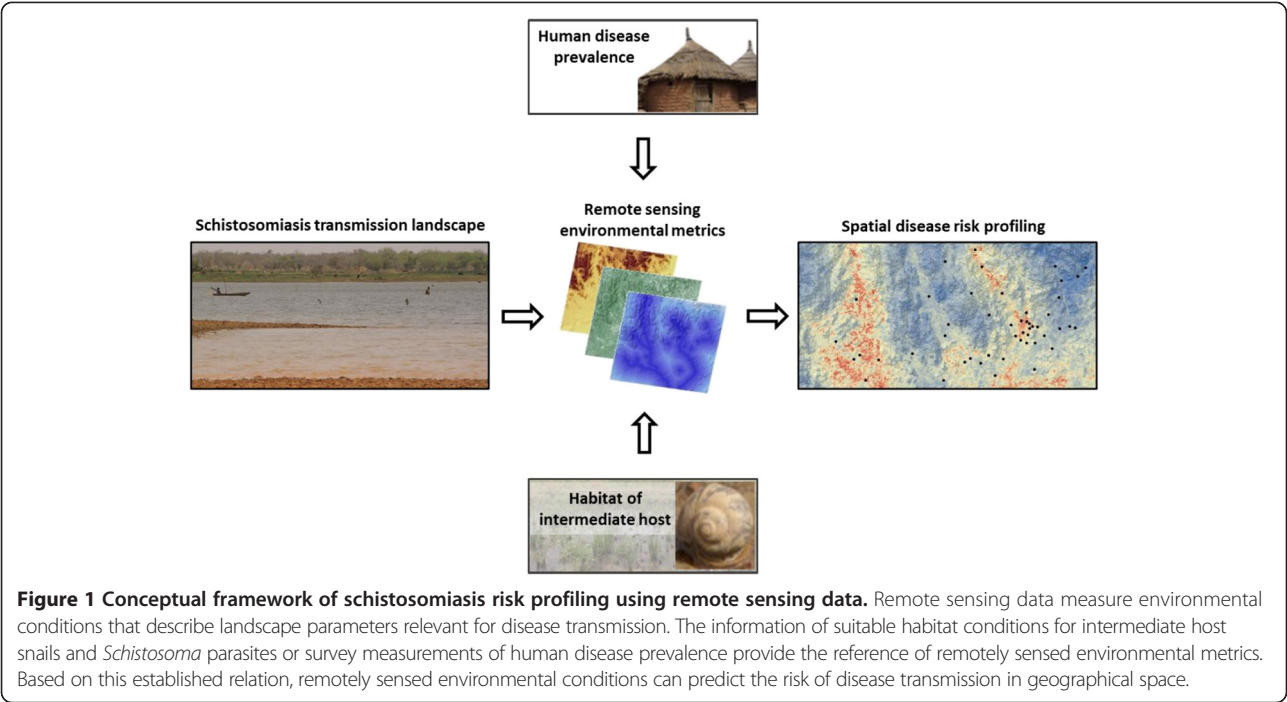 Human disease
prevalence
Schistosomiasis transmission landscape
Remote sensing
environmental metrics
Spatial disease risk profiling
Habitat of
intermediate host
Figure 1 Conceptual framework of schistosomiasis risk profiling using remote sensing data. Remote sensing data measure environmental
conditions that describe landscape parameters relevant for disease transmission. The information of suitable habitat conditions for intermediate host
snails and Schistosoma parasites or survey measurements of human disease prevalence provide the reference of remotely sensed environmental metrics.
Based on this established relation, remotely sensed environmental conditions can predict the risk of disease transmission in geographical space.